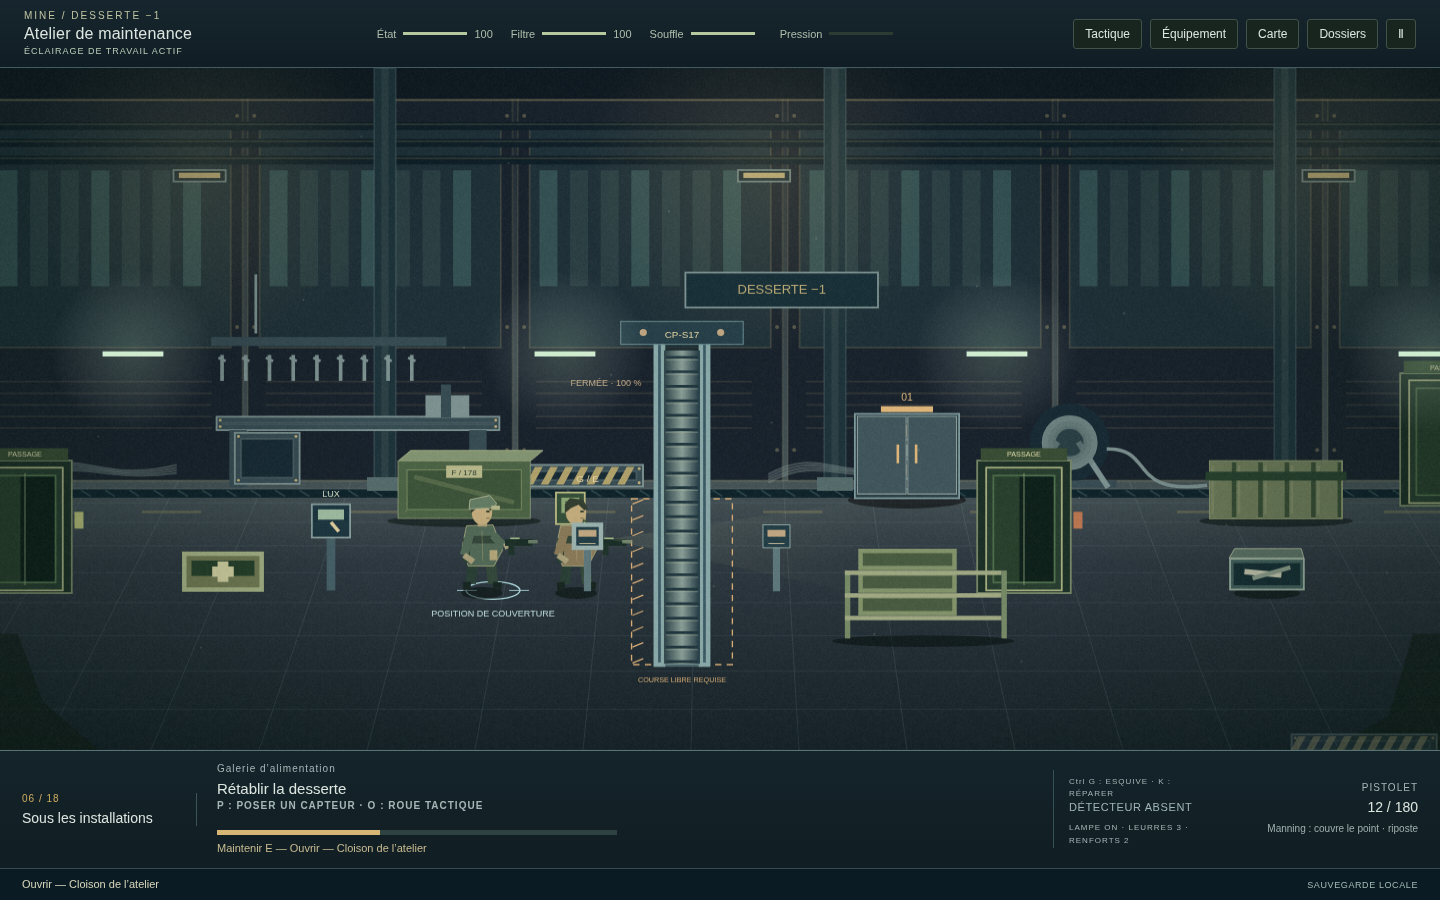 MINE / DESSERTE −1
Atelier de maintenance
ÉCLAIRAGE DE TRAVAIL ACTIF
État 100 Filtre 100 Souffle Pression
Tactique Équipement Carte Dossiers II
DESSERTE −1
CP-S17
FERMÉE · 100 %
01
PASSAGE
PASSAGE
F / 178
LUX
POSITION DE COUVERTURE
COURSE LIBRE REQUISE
06 / 18
Sous les installations
Galerie d’alimentation
Rétablir la desserte
P : POSER UN CAPTEUR · O : ROUE TACTIQUE
Maintenir E — Ouvrir — Cloison de l’atelier
Ctrl G : ESQUIVE · K :
RÉPARER
DÉTECTEUR ABSENT
LAMPE ON · LEURRES 3 ·
RENFORTS 2
PISTOLET
12 / 180
Manning : couvre le point · riposte
Ouvrir — Cloison de l’atelier
SAUVEGARDE LOCALE